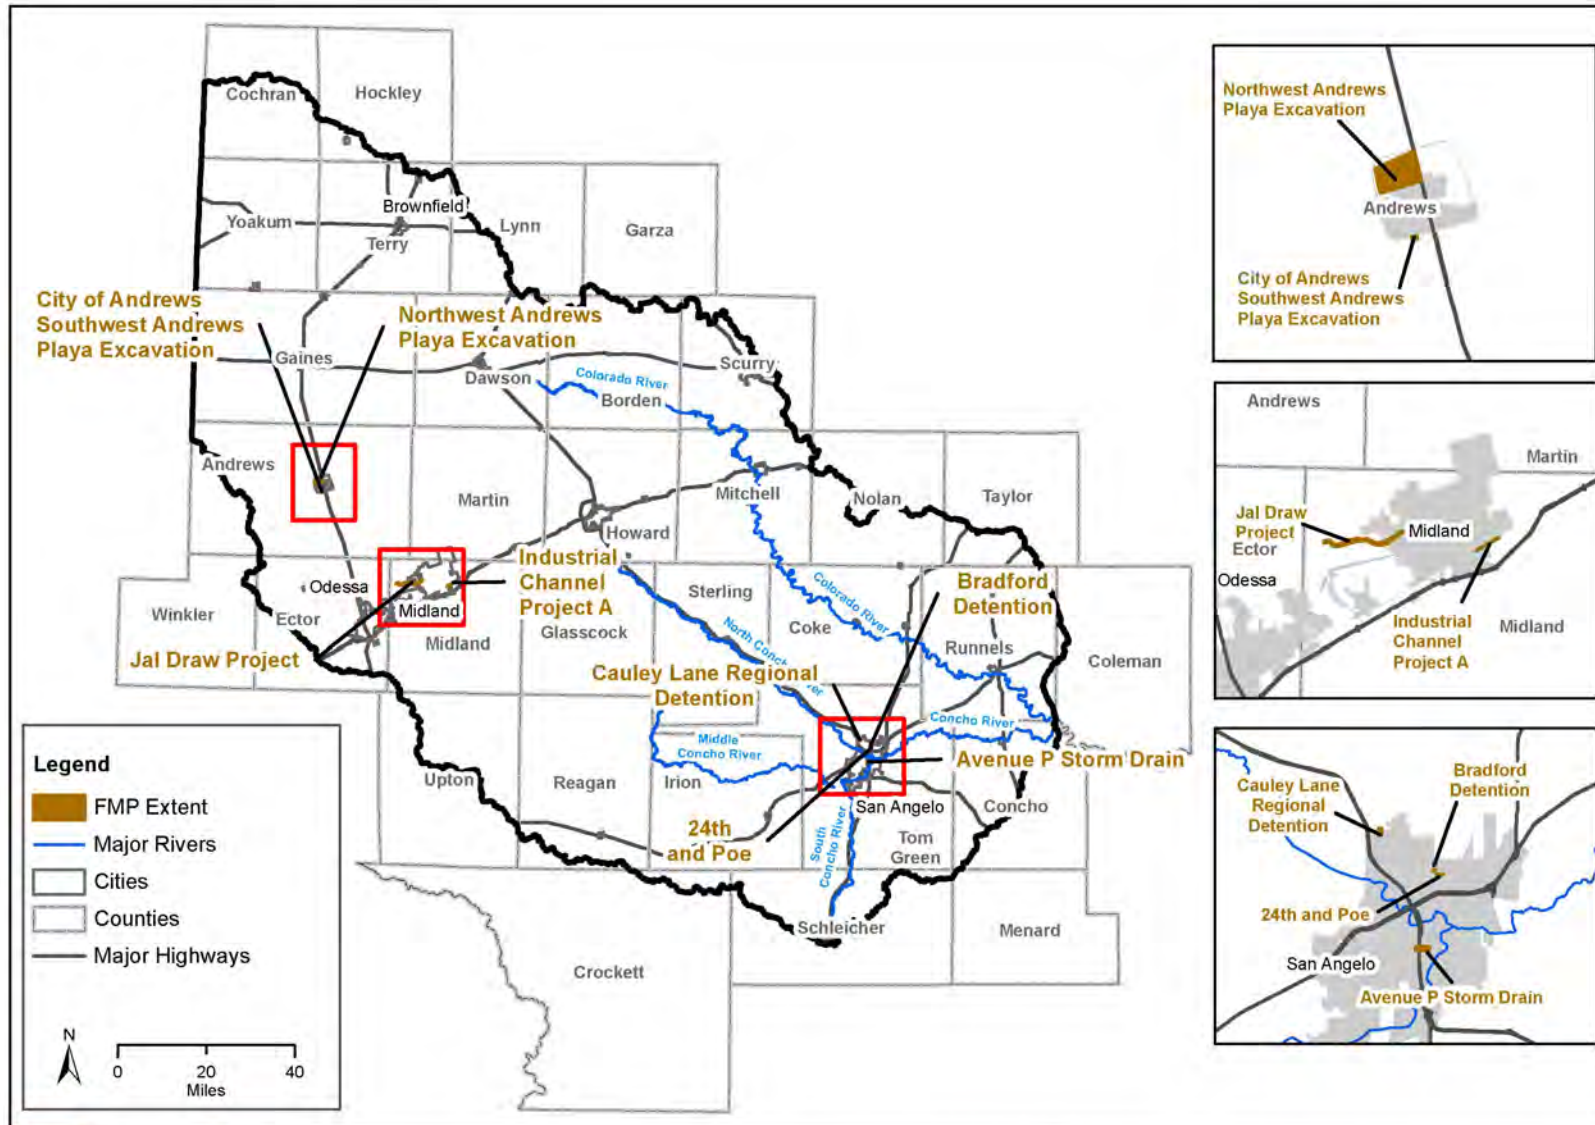 Cochran
Hockley
Brownfield
Yoakum
Terry
Lynn
Garza
City of Andrews
Southwest Andrews
Playa Excavation
Northwest Andrews
Playa Excavation
Gaines
Dawson
Colorado River
Borden
Scurry
Andrews
Martin
Howard
Mitchell
Nolan
Taylor
Winkler
Ector
Odessa
Midland
Midland
Industrial
Channel
Project A
Glasscock
Sterling
Coke
Colorado River
Bradford
Detention
Runnels
Coleman
Jal Draw Project
Cauley Lane Regional
Detention
Concho River
Middle
Concho River
Upton
Reagan
Irion
Avenue P Storm Drain
San Angelo
Concho
24th
and Poe
South
Concho River
Tom
Green
Schleicher
Menard
Crockett
Legend
FMP Extent
Major Rivers
Cities
Counties
Major Highways
N
0 20 40
Miles
Northwest Andrews
Playa Excavation
Andrews
City of Andrews
Southwest Andrews
Playa Excavation
Andrews
Martin
Jal Draw
Project
Midland
Ector
Odessa
Industrial
Channel
Project A
Midland
Cauley Lane
Regional
Detention
Bradford
Detention
24th and Poe
San Angelo
Avenue P Storm Drain